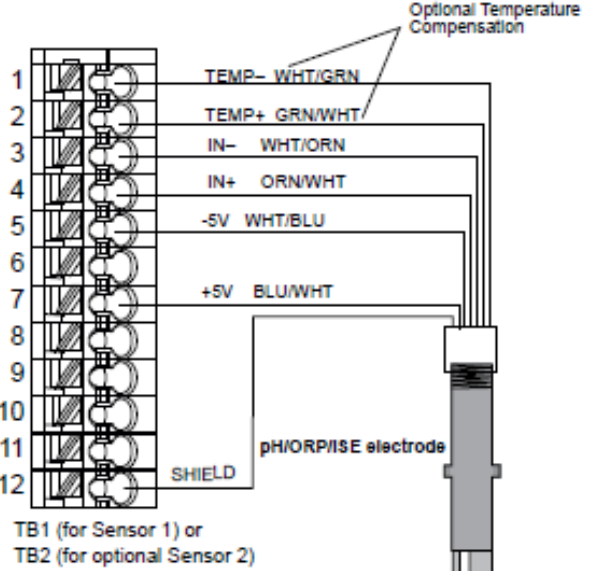 Optional Temperature
Compensation
1 TEMP– WHT/GRN
2 TEMP+ GRN/WHT
3 IN– WHT/ORN
4 IN+ ORN/WHT
5 -5V WHT/BLU
6
7 +5V BLU/WHT
8
9
10
11 pH/ORP/ISE electrode
12 SHIELD
TB1 (for Sensor 1) or
TB2 (for optional Sensor 2)